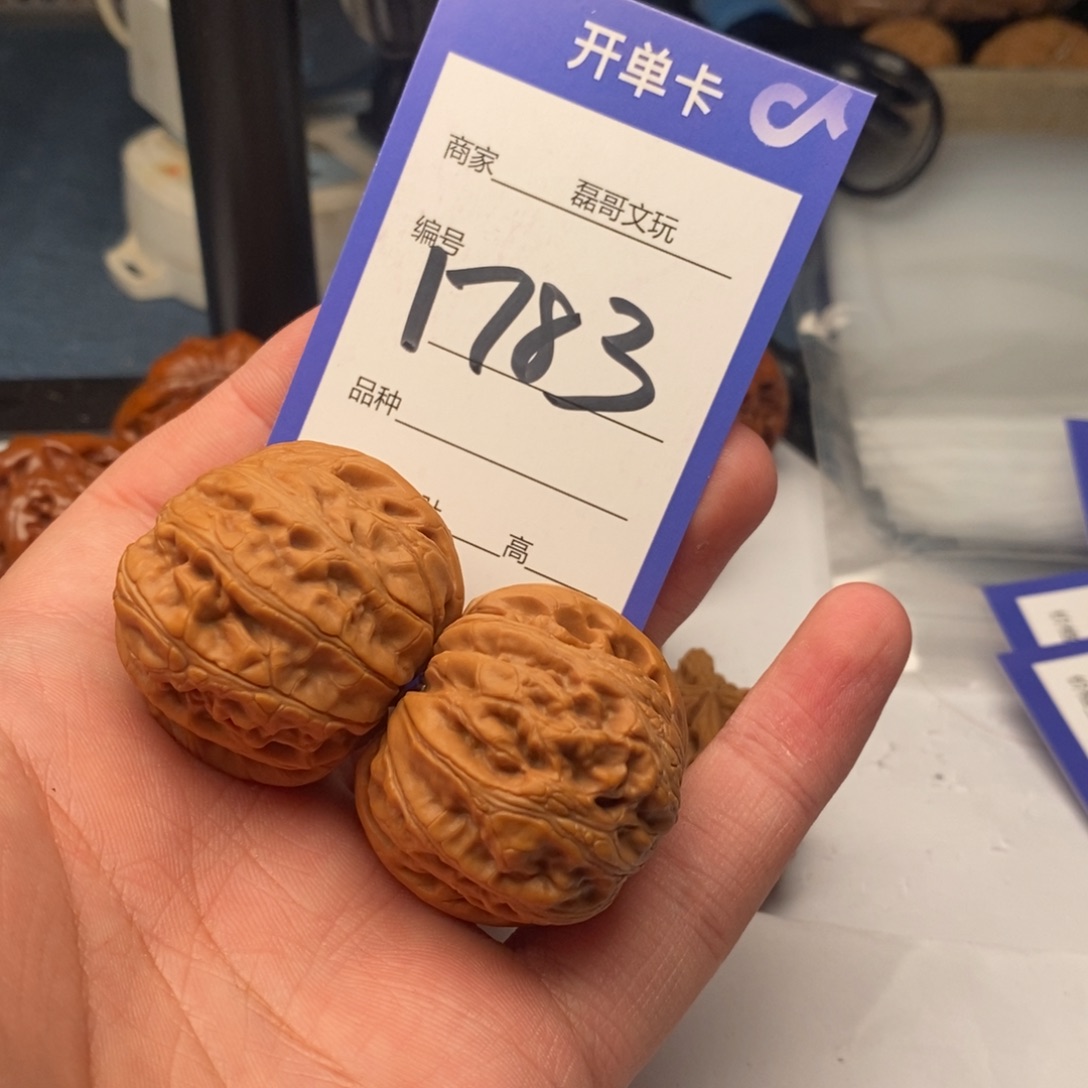 开单卡
商家 磊哥文玩
编号 1783
品种
高